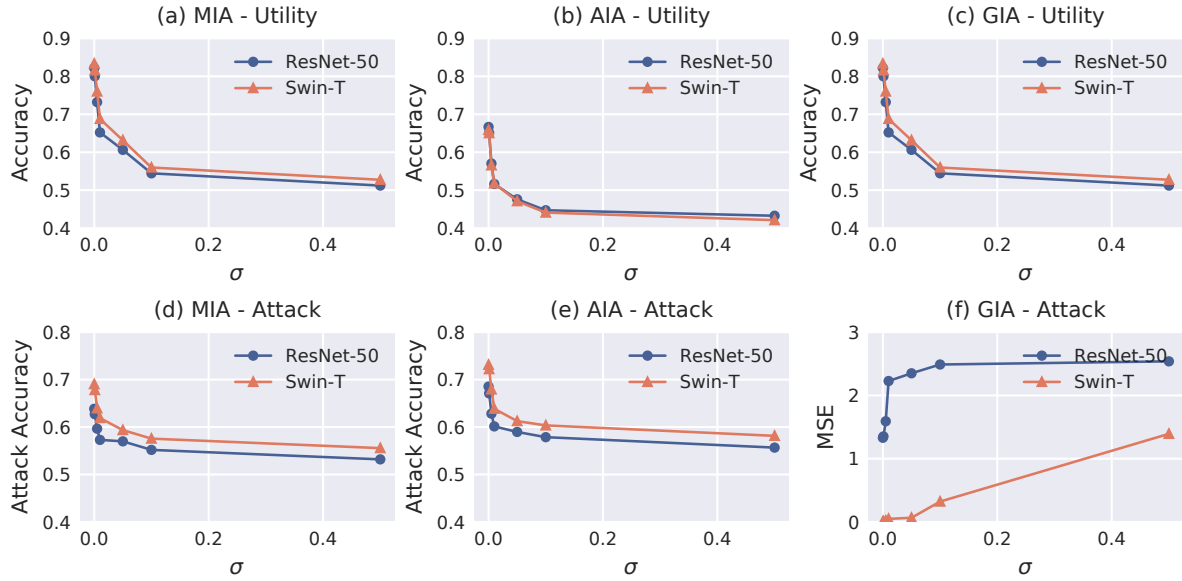 (a) MIA - Utility
(b) AIA - Utility
(c) GIA - Utility
0.9
0.8
0.7
0.6
0.5
0.4
Accuracy
ResNet-50
Swin-T
0.0 0.2 0.4
σ
0.9
0.8
0.7
0.6
0.5
0.4
Accuracy
ResNet-50
Swin-T
0.0 0.2 0.4
σ
0.9
0.8
0.7
0.6
0.5
0.4
Accuracy
ResNet-50
Swin-T
0.0 0.2 0.4
σ
(d) MIA - Attack
(e) AIA - Attack
(f) GIA - Attack
0.8
0.7
0.6
0.5
0.4
Attack Accuracy
ResNet-50
Swin-T
0.0 0.2 0.4
σ
0.8
0.7
0.6
0.5
0.4
Attack Accuracy
ResNet-50
Swin-T
0.0 0.2 0.4
σ
3
2
1
0
MSE
ResNet-50
Swin-T
0.0 0.2 0.4
σ